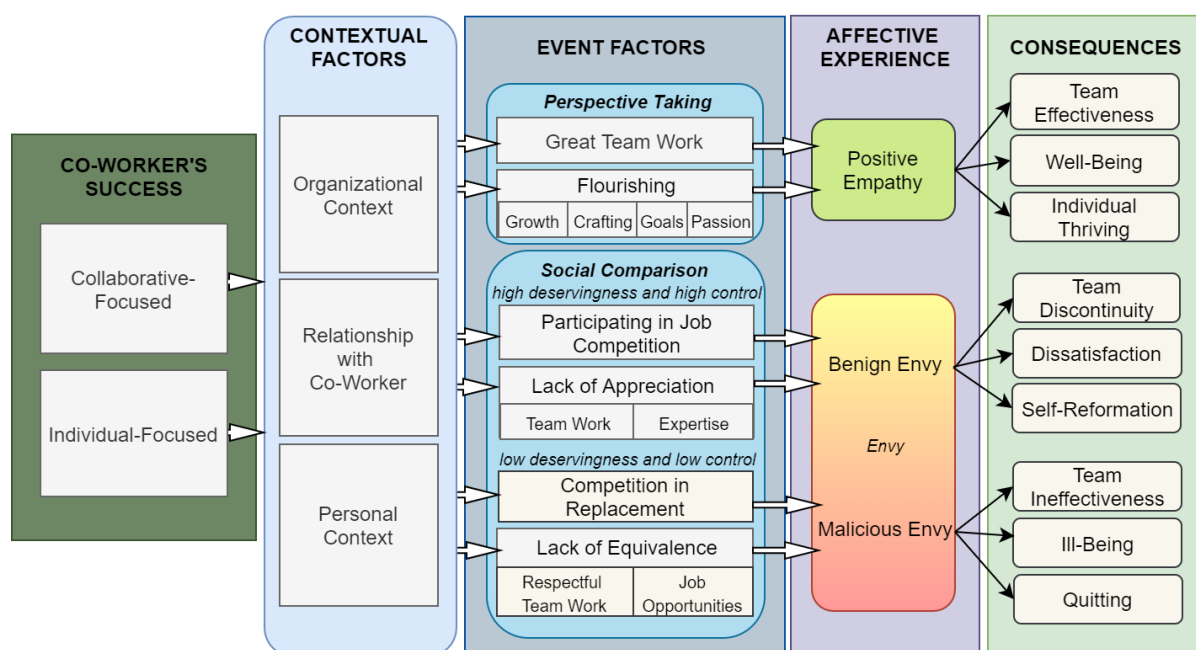 CO-WORKER'S
SUCCESS
Collaborative-
Focused
Individual-Focused
CONTEXTUAL
FACTORS
Organizational
Context
Relationship
with
Co-Worker
Personal
Context
EVENT FACTORS
Perspective Taking
Great Team Work
Flourishing
Growth
Crafting
Goals
Passion
Social Comparison
high deservingness and high control
Participating in Job
Competition
Lack of Appreciation
Team Work
Expertise
low deservingness and low control
Competition in
Replacement
Lack of Equivalence
Respectful
Team Work
Job
Opportunities
AFFECTIVE
EXPERIENCE
Positive
Empathy
Benign Envy
Envy
Malicious Envy
CONSEQUENCES
Team
Effectiveness
Well-Being
Individual
Thriving
Team
Discontinuity
Dissatisfaction
Self-Reformation
Team
Ineffectiveness
Ill-Being
Quitting